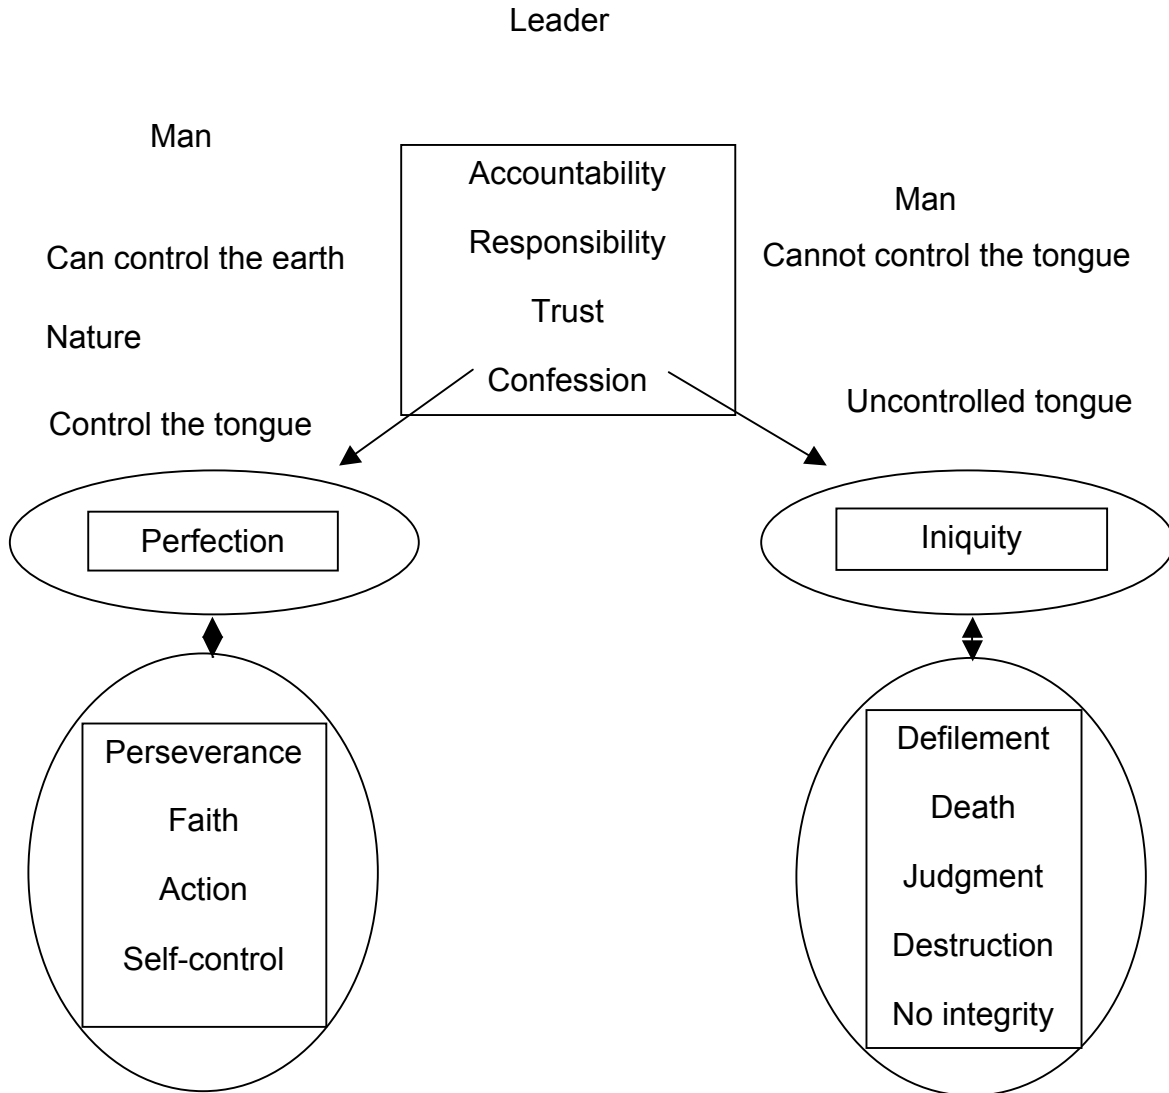 Leader
Man
Accountability
Man
Responsibility
Can control the earth
Cannot control the tongue
Trust
Nature
Confession
Uncontrolled tongue
Control the tongue
Perfection
Iniquity
Perseverance
Faith
Action
Self-control
Defilement
Death
Judgment
Destruction
No integrity